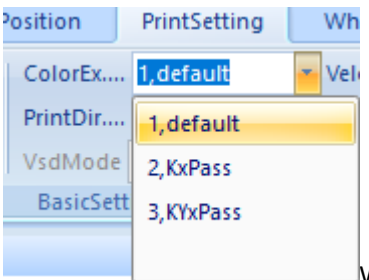 Position PrintSetting Wh
ColorEx.... 1,default Vel
PrintDir.... 1,default
VsdMode 2,KxPass
BasicSett 3,KYxPass